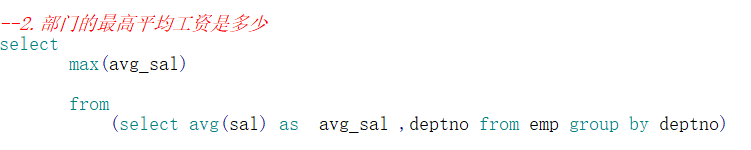 --2.部门的最高平均工资是多少
select
max(avg_sal)
from
(select avg(sal) as avg_sal ,deptno from emp group by deptno)